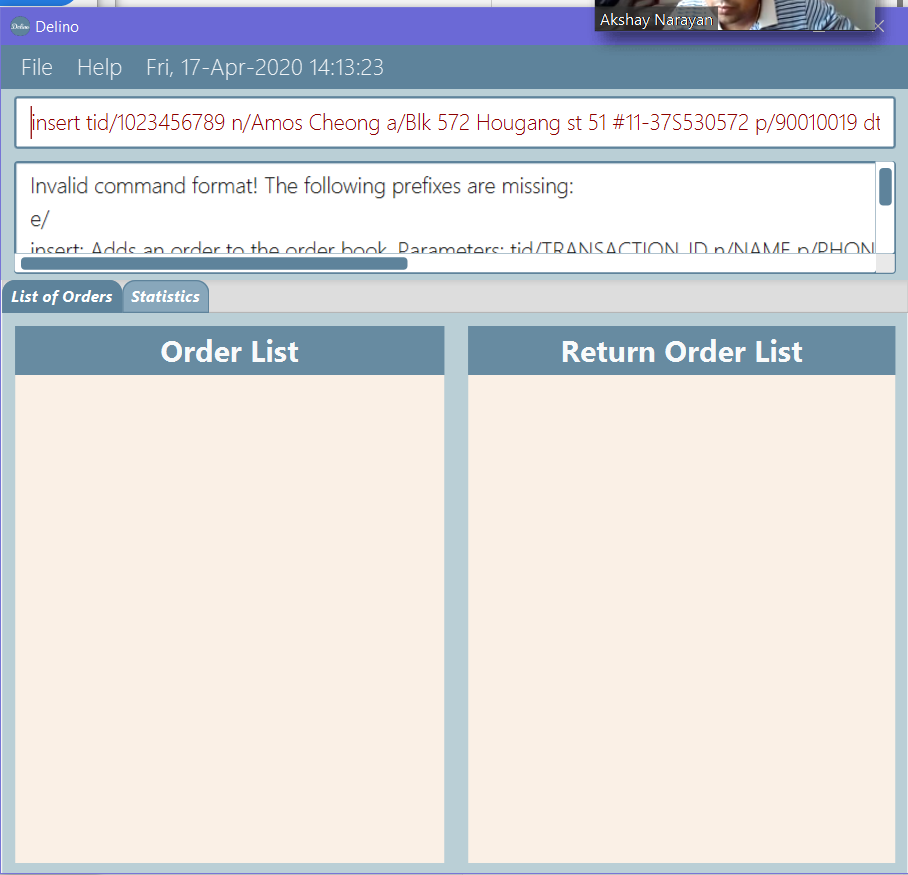 Akshay Narayan
Delino Delino
File Help Fri, 17-Apr-2020 14:13:23
insert tid/1023456789 n/Amos Cheong a/Blk 572 Hougang st 51 #11-37S530572 p/90010019 dt
Invalid command format! The following prefixes are missing:
e/
insert: Adds an order to the order book. Parameters: tid/TRANSACTION_ID n/NAME p/PHON
List of Orders Statistics
Order List Return Order List